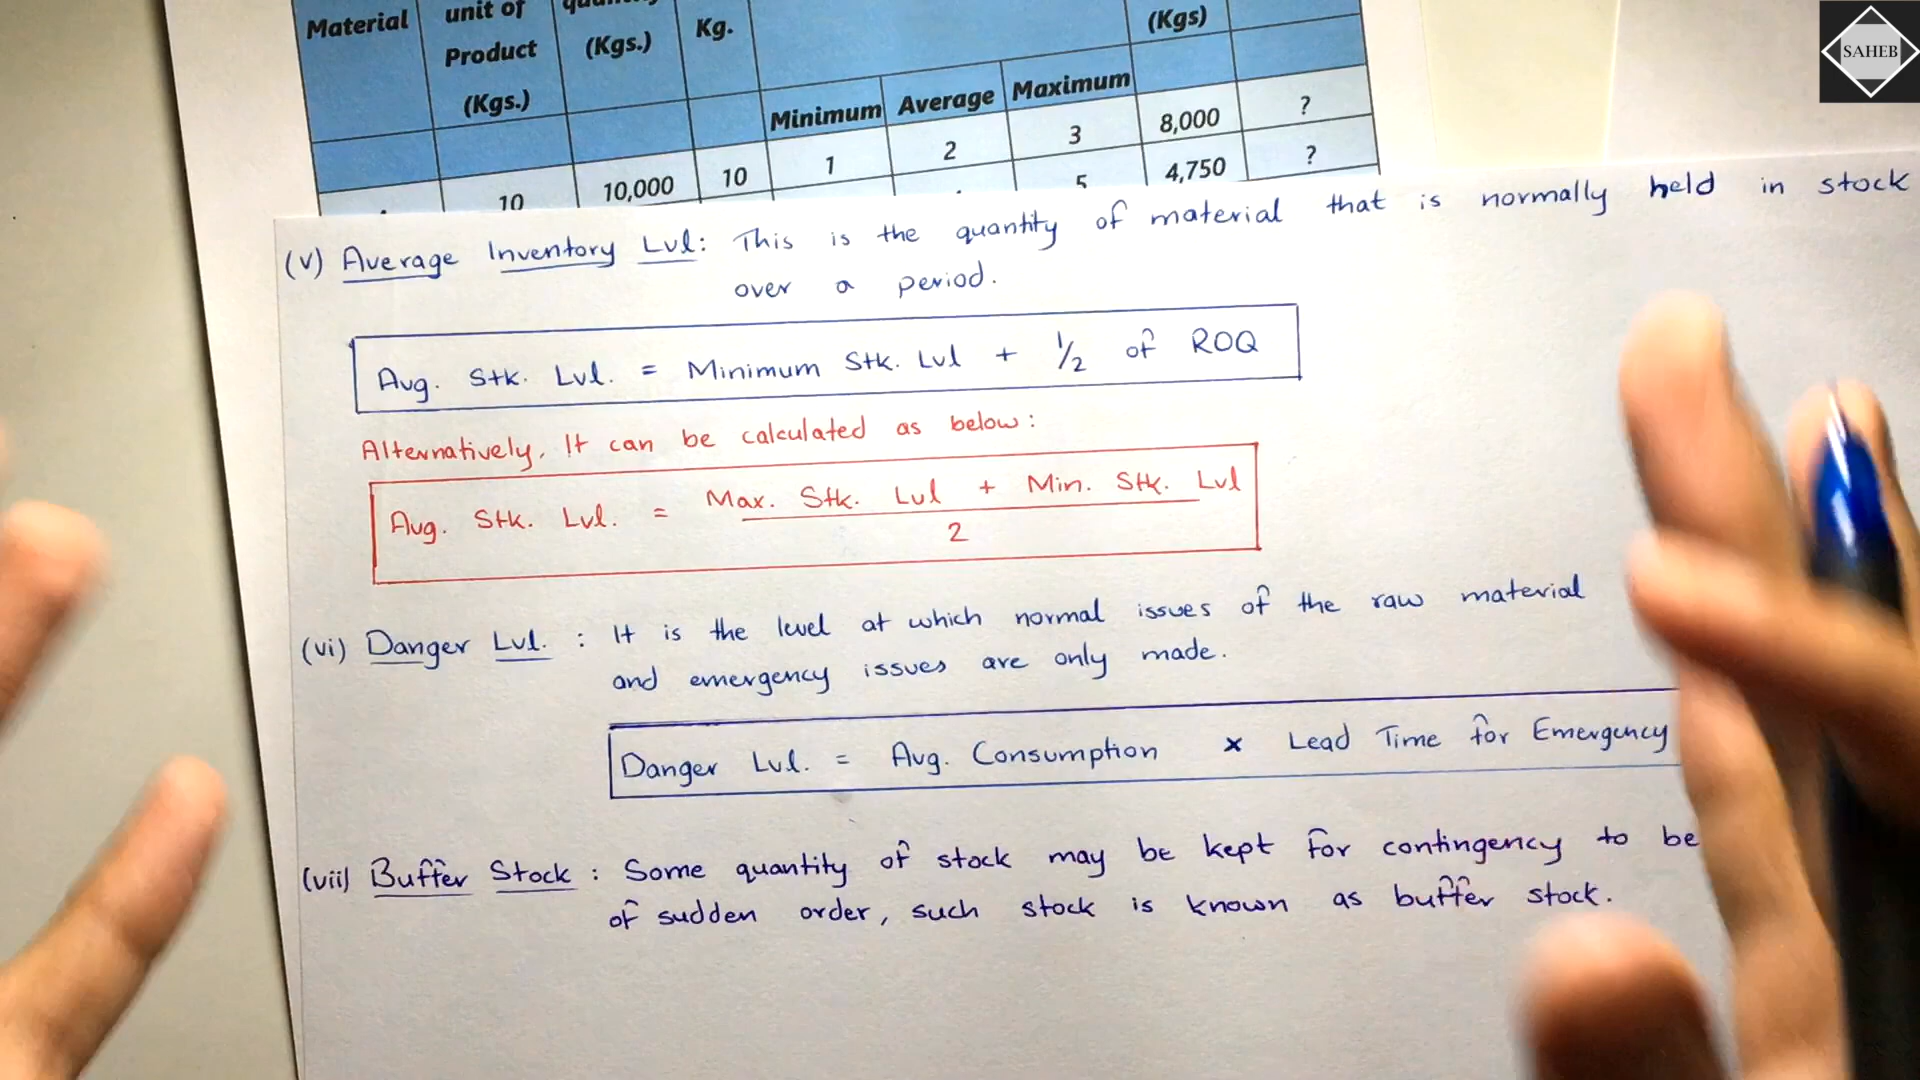 Material
unit of
Product
(Kgs.)
(Kgs.)
Kg.
(Kgs)
Minimum Average Maximum
10 10,000 10 1 2 3 8,000 ?
5 4,750 ?
SAHEB
(v) Average Inventory Lvl: This is the quantity of material that is normally held in stock
over a period.
Avg. Stk. Lvl. = Minimum Stk. Lvl + 1/2 of ROQ
Alternatively, It can be calculated as below:
Avg. Stk. Lvl. = Max. Stk. Lvl + Min. Stk. Lvl
2
(vi) Danger Lvl. : It is the level at which normal issues of the raw material
and emergency issues are only made.
Danger Lvl. = Avg. Consumption x Lead Time for Emergency
(vii) Buffer Stock : Some quantity of stock may be kept for contingency to be
of sudden order, such stock is known as buffer stock.